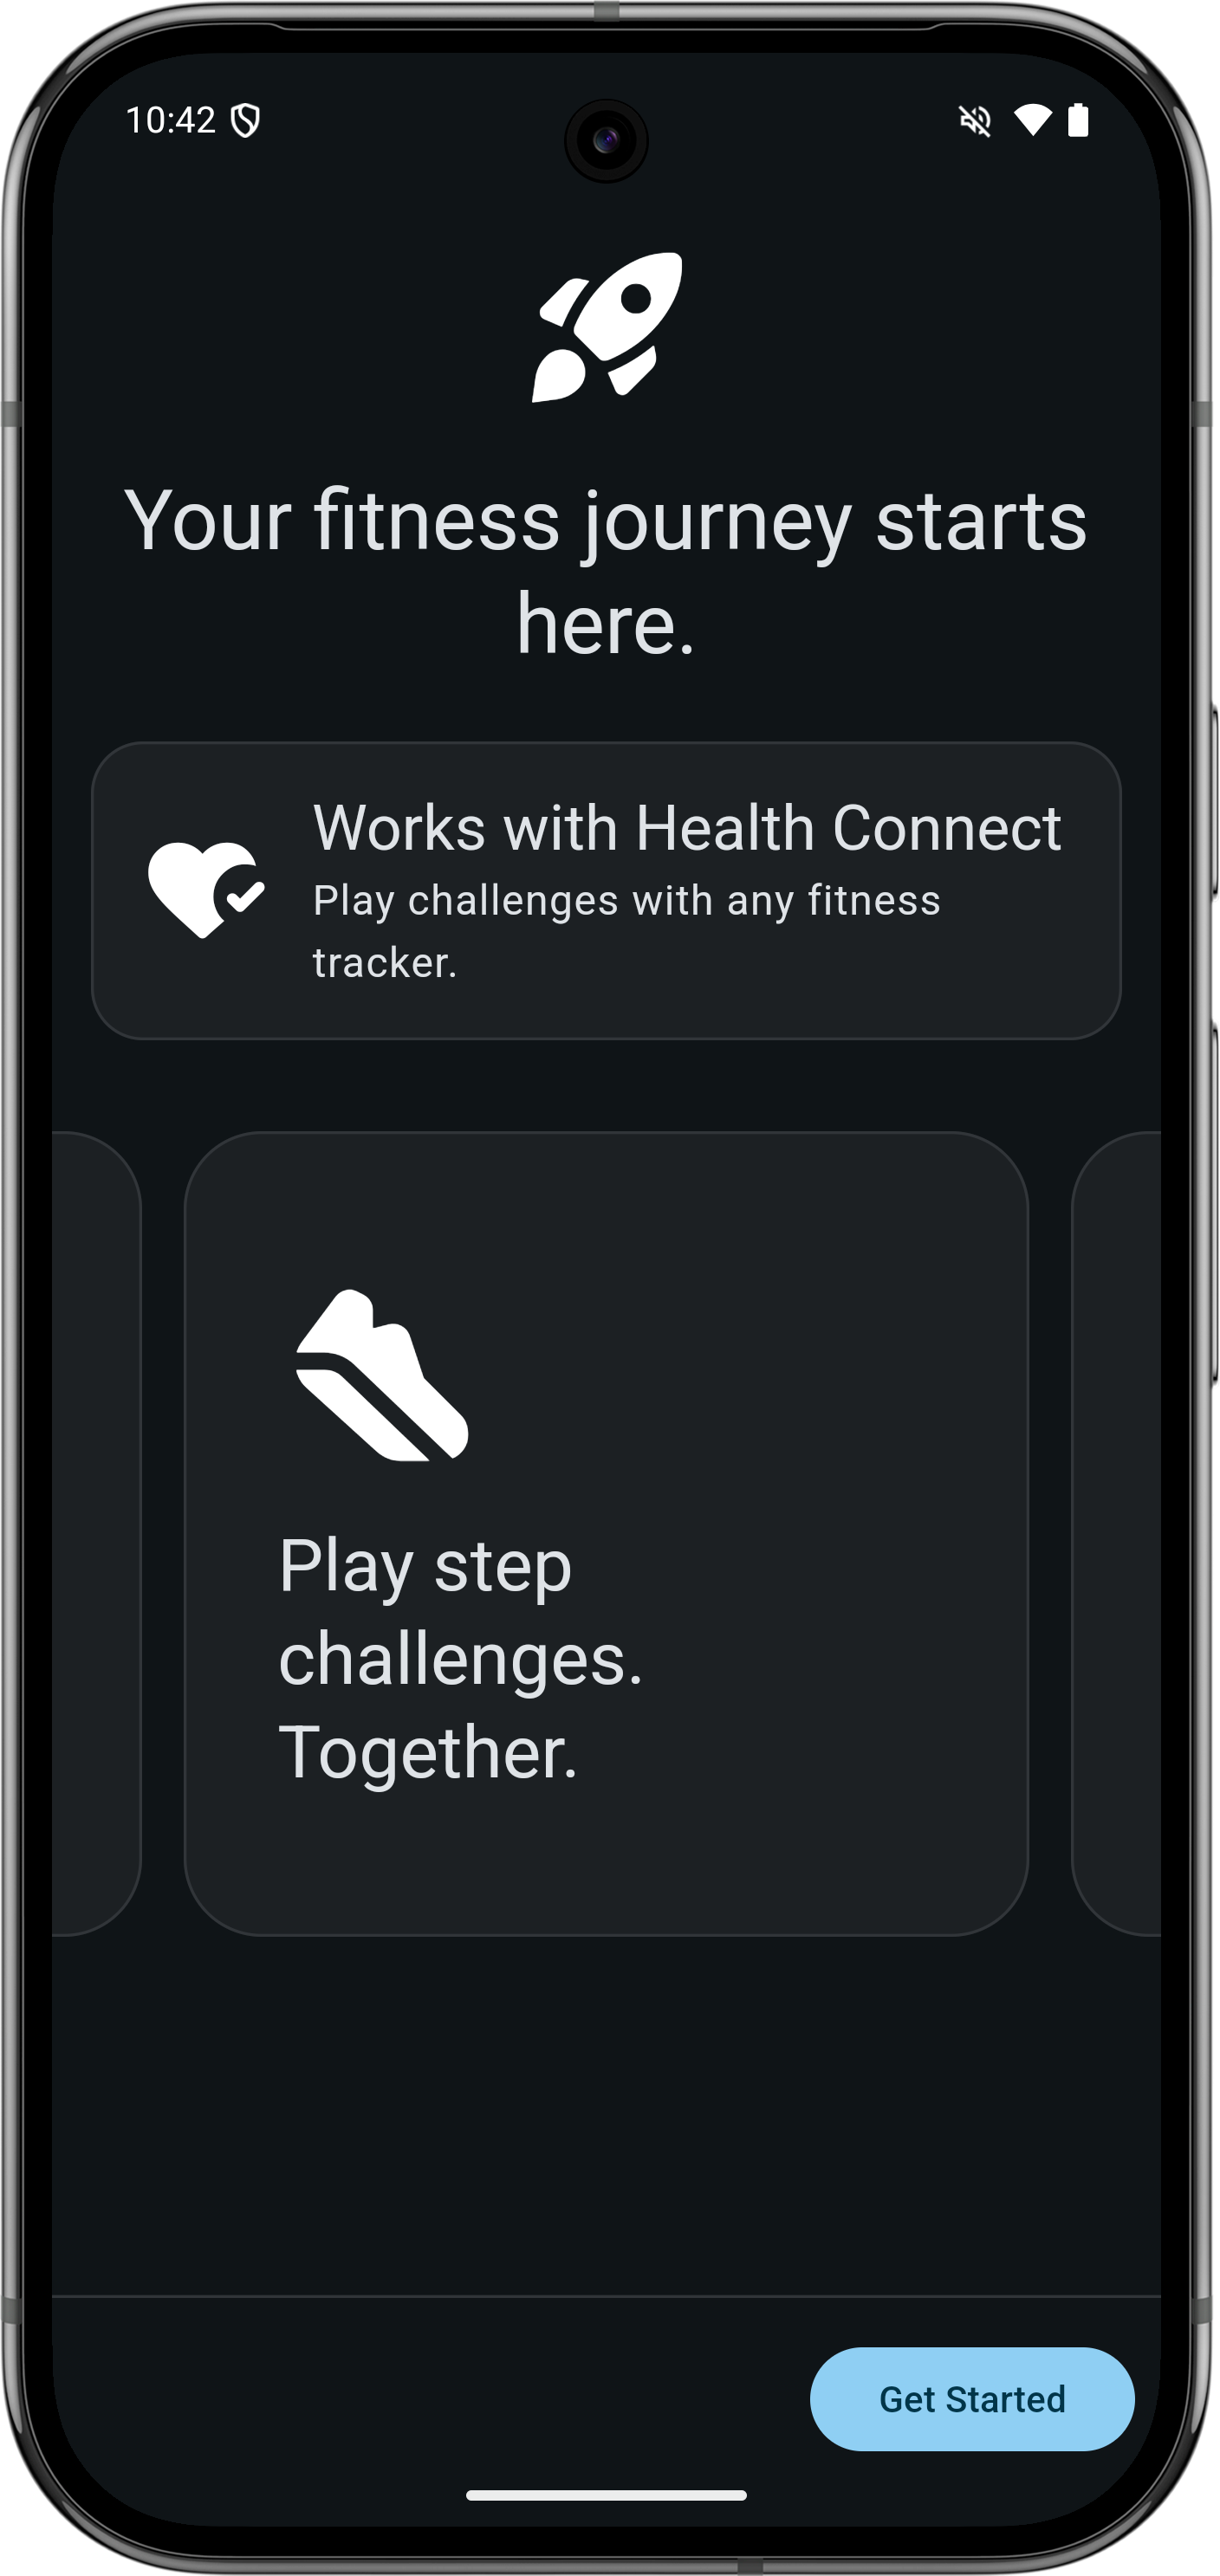 10:42
Your fitness journey starts
here.
Works with Health Connect
Play challenges with any fitness
tracker.
Play step
challenges.
Together.
Get Started